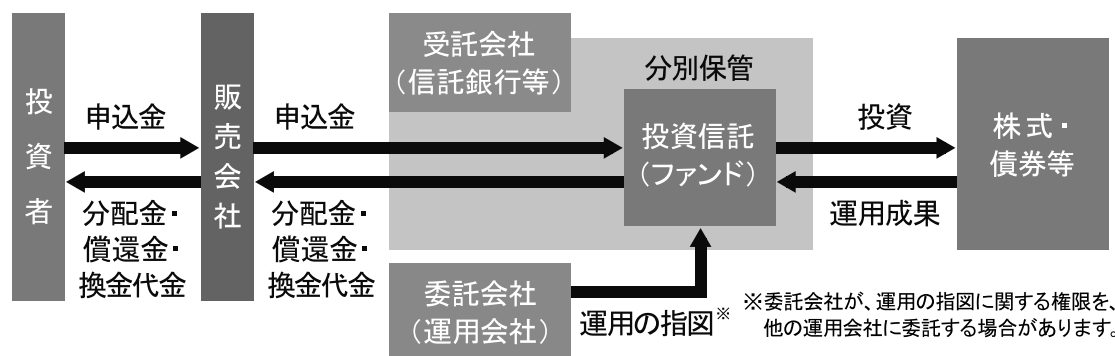 投資者
申込金
分配金・
償還金・
換金代金
販売会社
申込金
分配金・
償還金・
換金代金
受託会社
（信託銀行等）
分別保管
投資信託
（ファンド）
投資
運用成果
株式・
債券等
委託会社
（運用会社）
運用の指図※
※委託会社が、運用の指図に関する権限を、
他の運用会社に委託する場合があります。